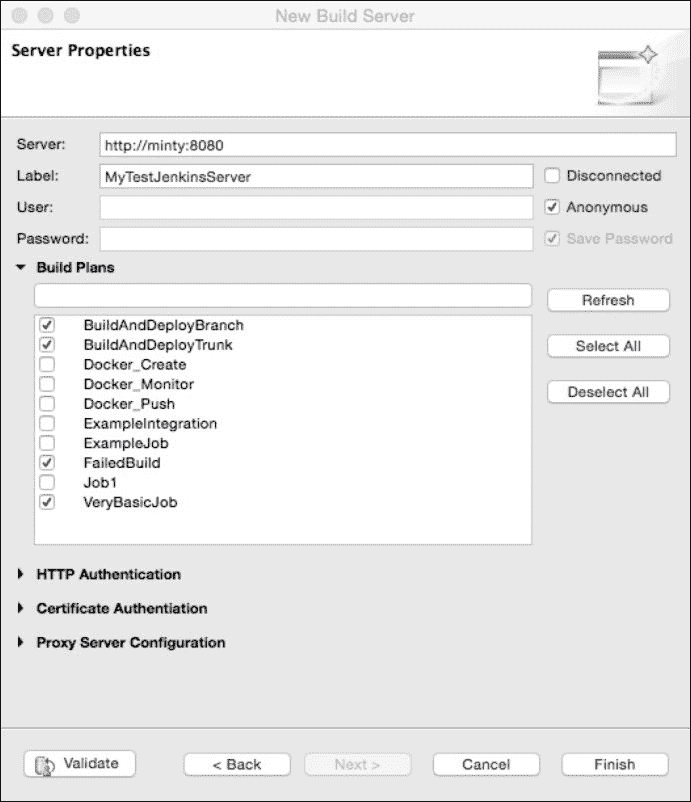 New Build Server
Server Properties
Server: http://minty:8080
Label: MyTestJenkinsServer Disconnected
User: Anonymous
Password: Save Password
Build Plans
Refresh
BuildAndDeployBranch
BuildAndDeployTrunk
Select All
Docker_Create
Docker_Monitor
Deselect All
Docker_Push
ExampleIntegration
ExampleJob
FailedBuild
Job1
VeryBasicJob
HTTP Authentication
Certificate Authentiation
Proxy Server Configuration
Validate < Back Next > Cancel Finish